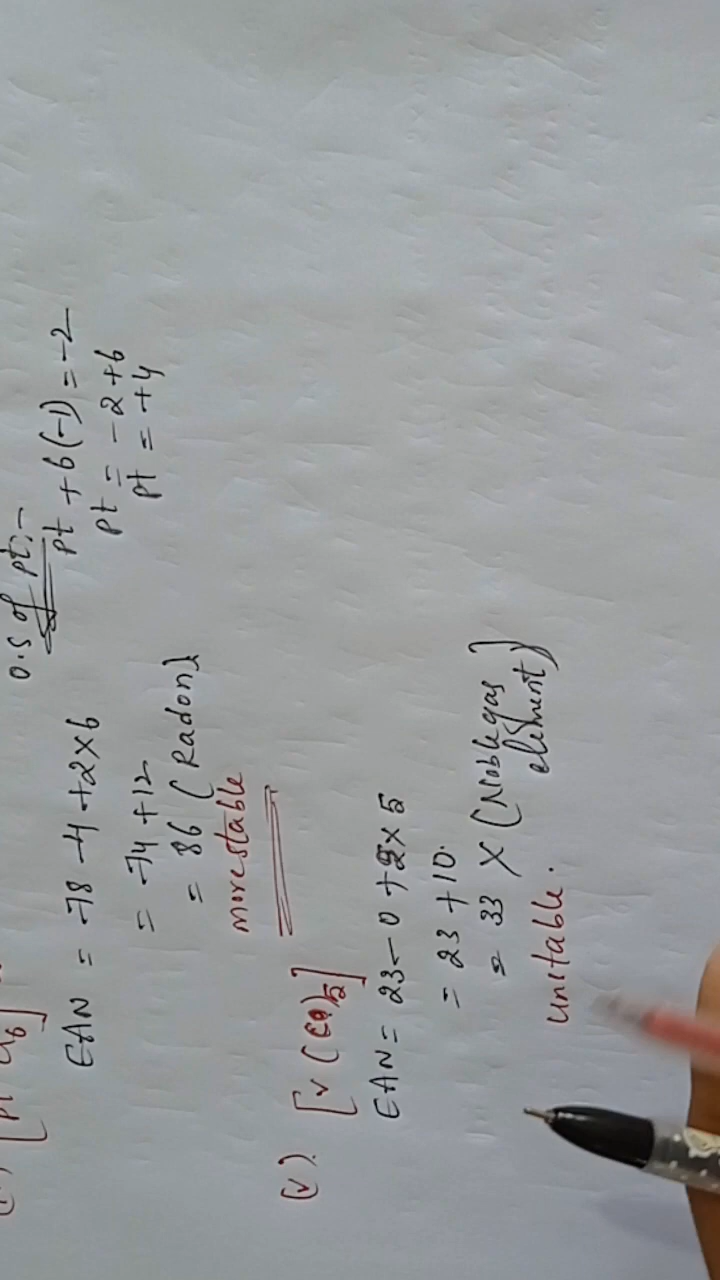 [Pt Cl6]
O.S of Pt:-
Pt + 6(-1) = -2
Pt = -2 + 6
Pt = +4
EAN = 78 - 4 + 2×6
= 74 + 12
= 86 (Radon)
more stable
(V). [V(CO)5]
EAN = 23 - 0 + 2×5
= 23 + 10.
= 33 × (Noble gas
element)
unstable.